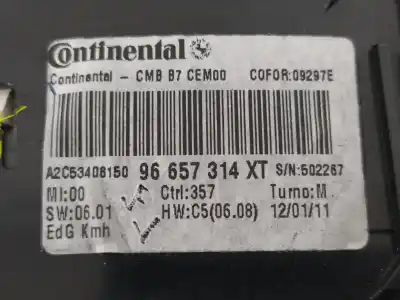 Continental
Continental - CMB B7 CEM00 COFOR:09297E
A2C53408150 96 657 314 XT S/N:502267
MI:00 Ctrl:357 Turno:M
SW:06.01 HW:C5(06.08) 12/01/11
EdG Kmh